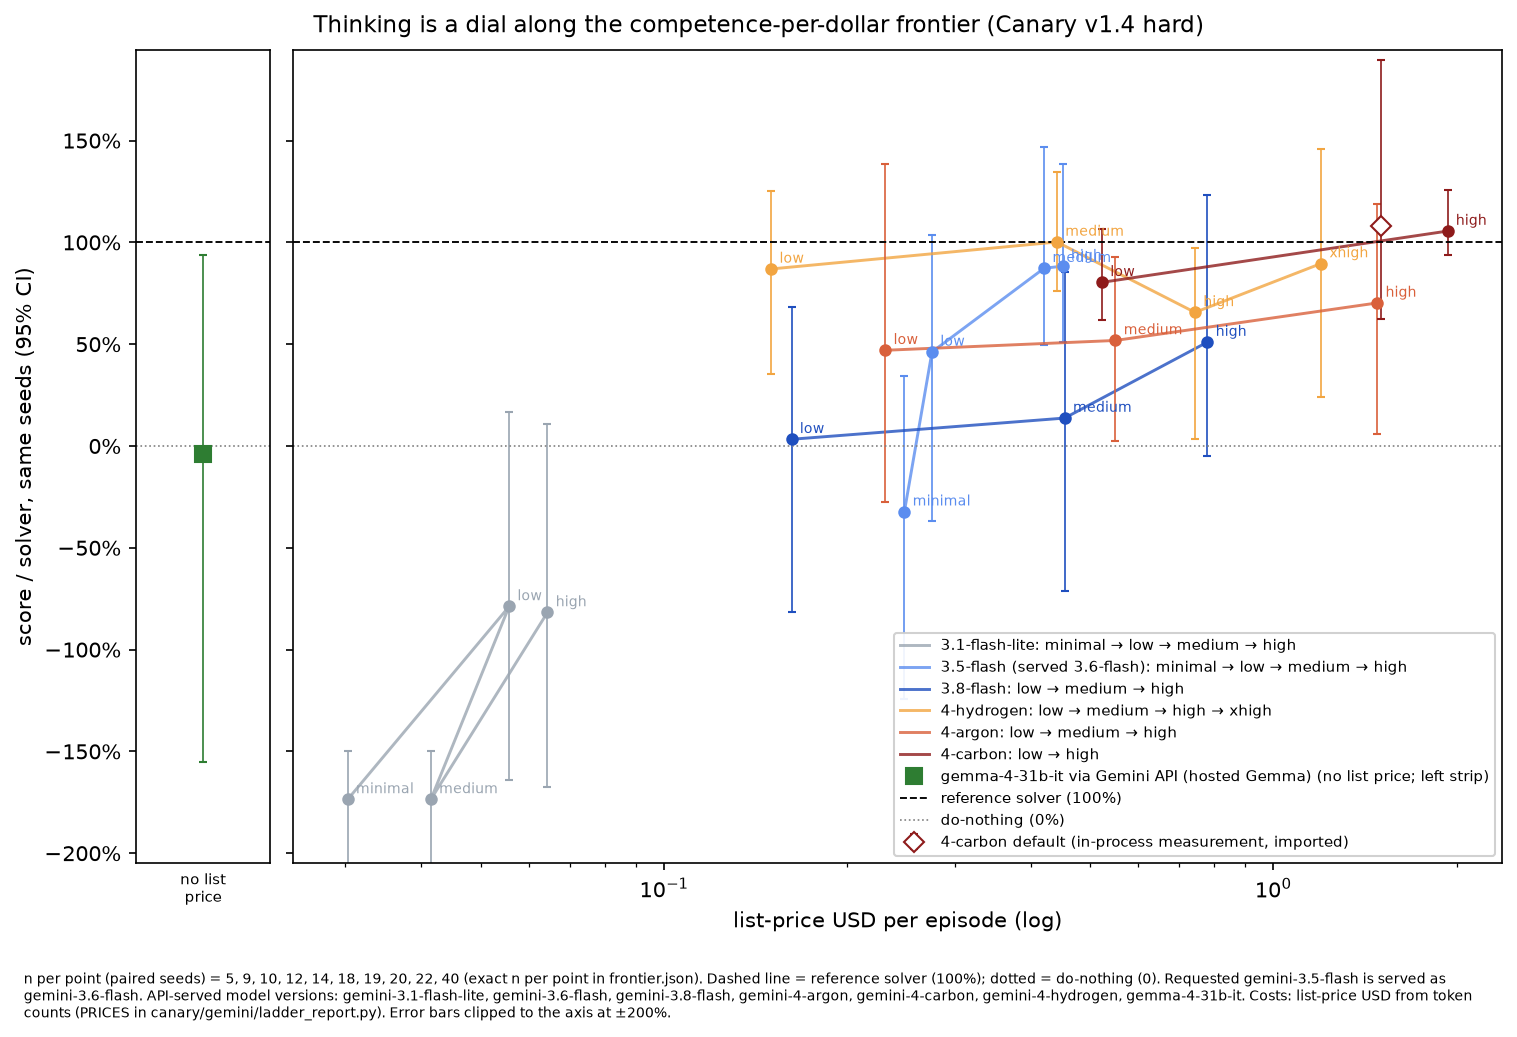 Thinking is a dial along the competence-per-dollar frontier (Canary v1.4 hard)
score / solver, same seeds (95% CI)
150%
100%
50%
0%
−50%
−100%
−150%
−200%
no list
price
low
medium
medium
high
low
high
xhigh
high
high
low
low
medium
high
low
medium
minimal
low
high
minimal
medium
3.1-flash-lite: minimal → low → medium → high
3.5-flash (served 3.6-flash): minimal → low → medium → high
3.8-flash: low → medium → high
4-hydrogen: low → medium → high → xhigh
4-argon: low → medium → high
4-carbon: low → high
gemma-4-31b-it via Gemini API (hosted Gemma) (no list price; left strip)
reference solver (100%)
do-nothing (0%)
4-carbon default (in-process measurement, imported)
10⁻¹
10⁰
list-price USD per episode (log)
n per point (paired seeds) = 5, 9, 10, 12, 14, 18, 19, 20, 22, 40 (exact n per point in frontier.json). Dashed line = reference solver (100%); dotted = do-nothing (0). Requested gemini-3.5-flash is served as
gemini-3.6-flash. API-served model versions: gemini-3.1-flash-lite, gemini-3.6-flash, gemini-3.8-flash, gemini-4-argon, gemini-4-carbon, gemini-4-hydrogen, gemma-4-31b-it. Costs: list-price USD from token
counts (PRICES in canary/gemini/ladder_report.py). Error bars clipped to the axis at ±200%.